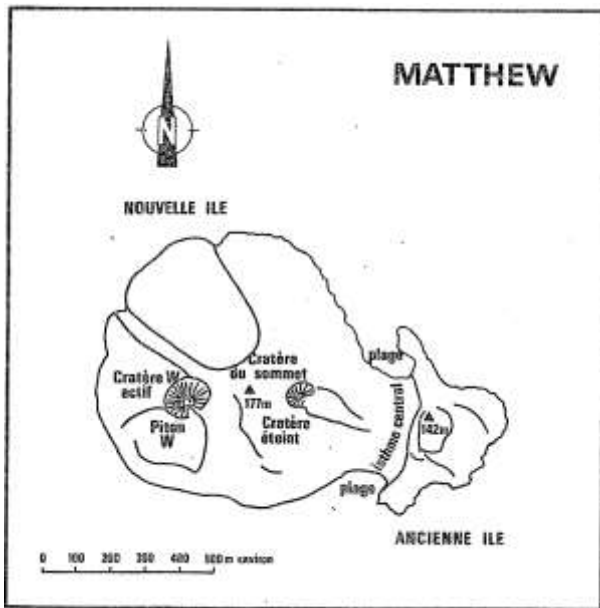 MATTHEW
N
NOUVELLE ILE
plage
Cratère
du sommet
Cratère W
actif
177m
Cratère
éteint
Piton
W
142m
isthme central
plage
ANCIENNE ILE
0 100 200 300 400 500 m environ